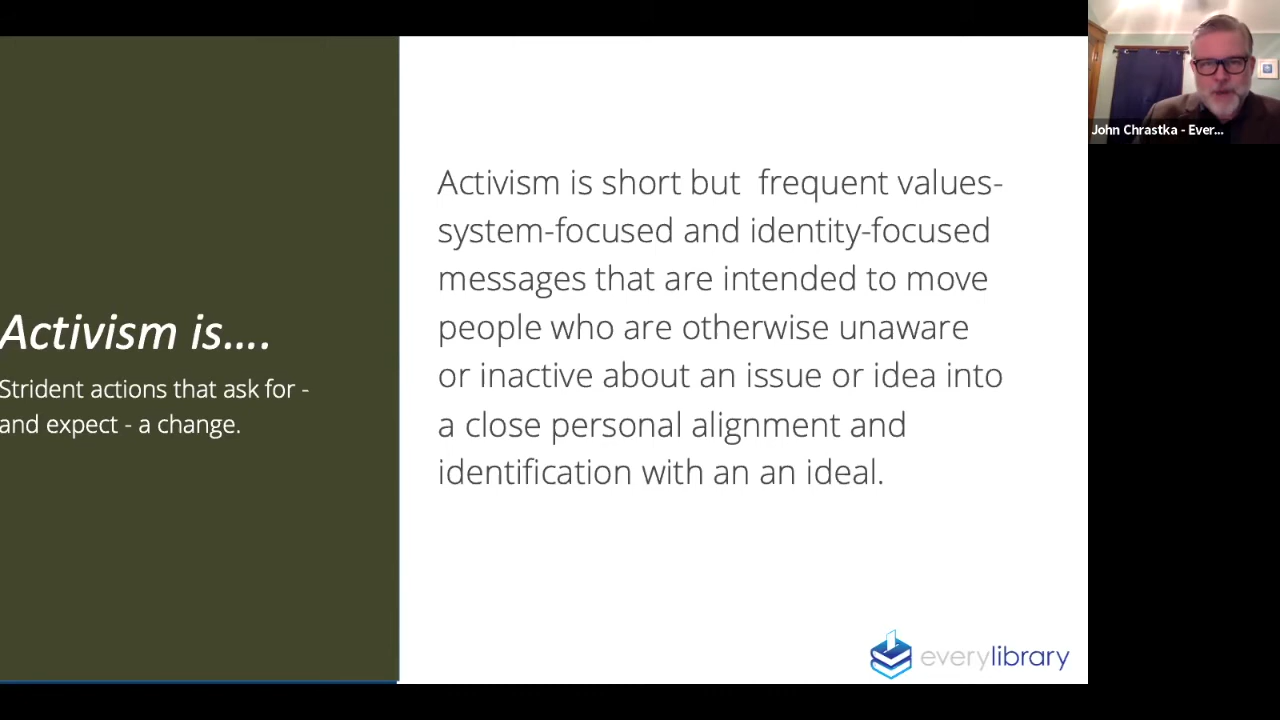 Activism is….
Strident actions that ask for -
and expect - a change.
Activism is short but  frequent values-
system-focused and identity-focused
messages that are intended to move
people who are otherwise unaware
or inactive about an issue or idea into
a close personal alignment and
identification with an an ideal.
everylibrary
John Chrastka - Ever...